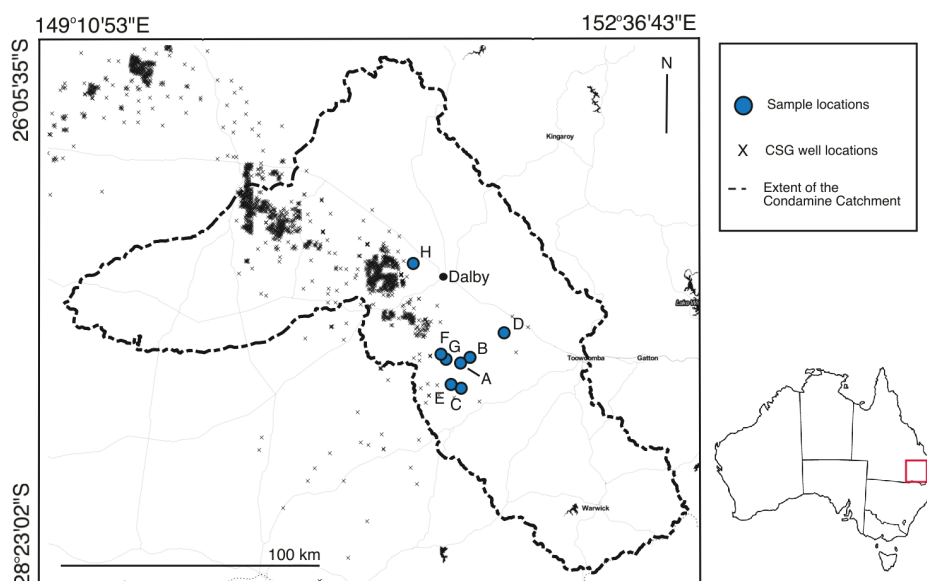 149°10'53"E
152°36'43"E
26°05'35"S
28°23'02"S
N
Kingaroy
H
Dalby
D
F
G
B
A
E
C
Toowoomba
Gatton
Warwick
100 km
Sample locations
X CSG well locations
Extent of the
Condamine Catchment